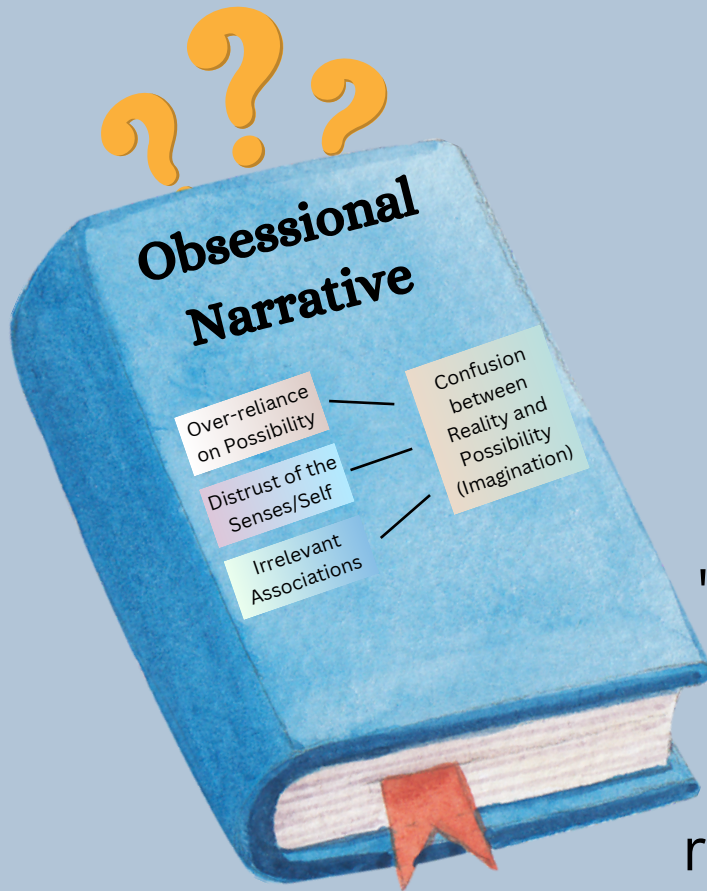 ? ? ?
Obsessional
Narrative
Over-reliance
on Possibility
Distrust of the
Senses/Self
Irrelevant
Associations
Confusion
between
Reality and
Possibility
(Imagination)
"
r